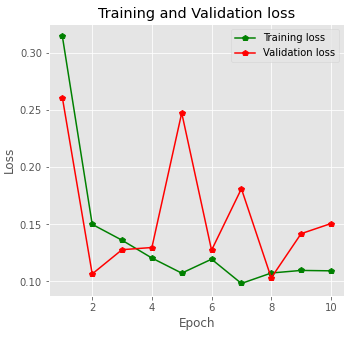 Training and Validation loss
Training loss
Validation loss
0.30
0.25
0.20
0.15
0.10
Loss
2
4
6
8
10
Epoch